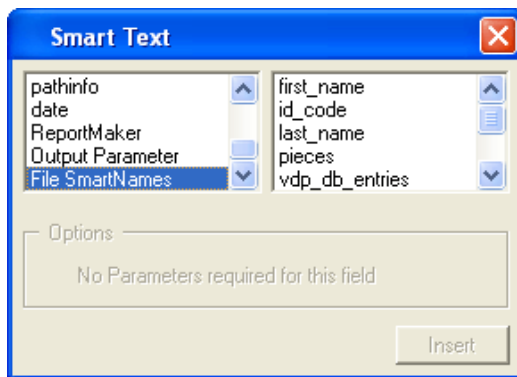 Smart Text
pathinfo
date
ReportMaker
Output Parameter
File SmartNames
first_name
id_code
last_name
pieces
vdp_db_entries
Options
No Parameters required for this field
Insert